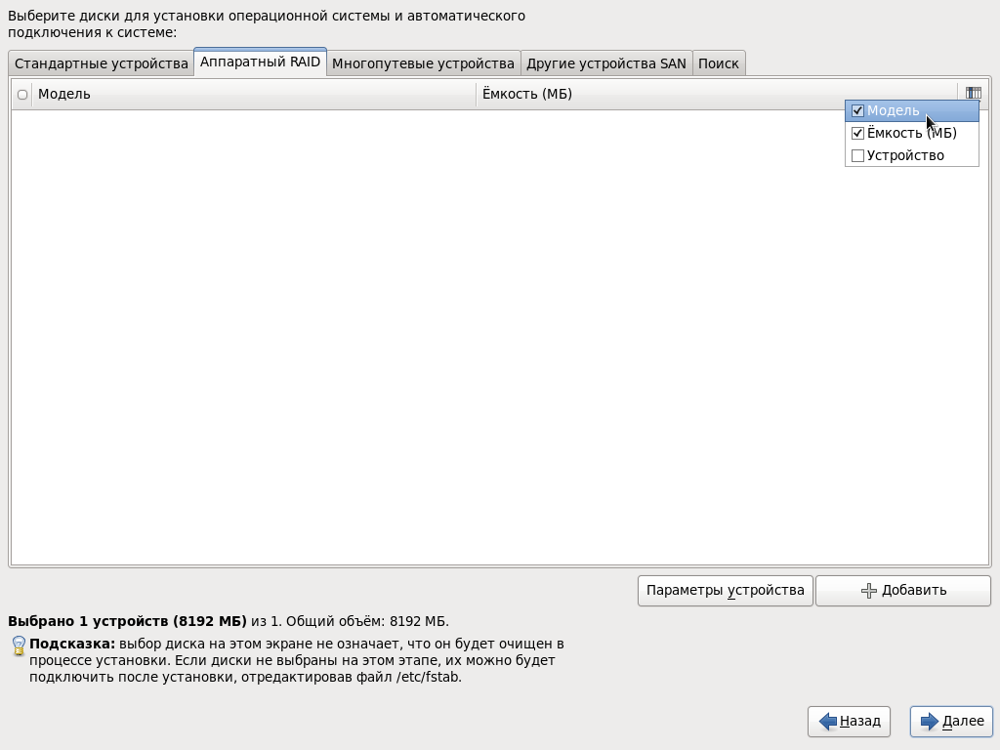 Выберите диски для установки операционной системы и автоматического
подключения к системе:
Стандартные устройства Аппаратный RAID Многопутевые устройства Другие устройства SAN Поиск
Модель Ёмкость (МБ)
Модель
Ёмкость (МБ)
Устройство
Параметры устройства Добавить
Выбрано 1 устройств (8192 МБ) из 1. Общий объём: 8192 МБ.
Подсказка: выбор диска на этом экране не означает, что он будет очищен в
процессе установки. Если диски не выбраны на этом этапе, их можно будет
подключить после установки, отредактировав файл /etc/fstab.
Назад Далее